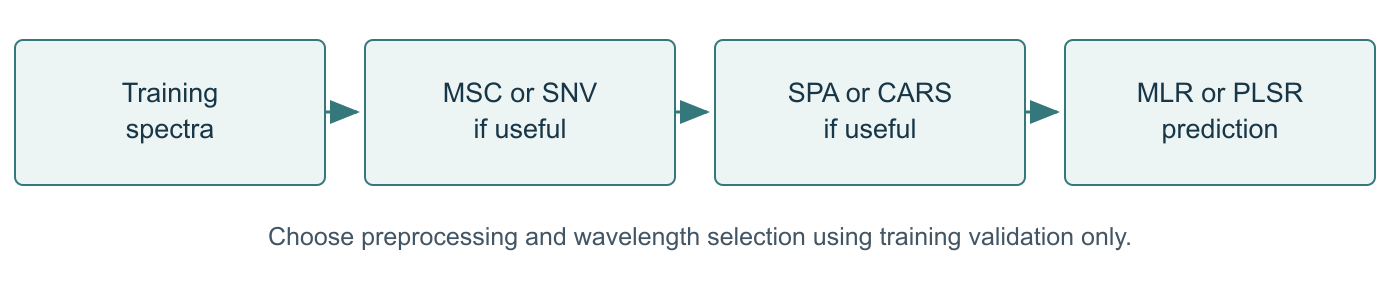 Training
spectra
MSC or SNV
if useful
SPA or CARS
if useful
MLR or PLSR
prediction
Choose preprocessing and wavelength selection using training validation only.